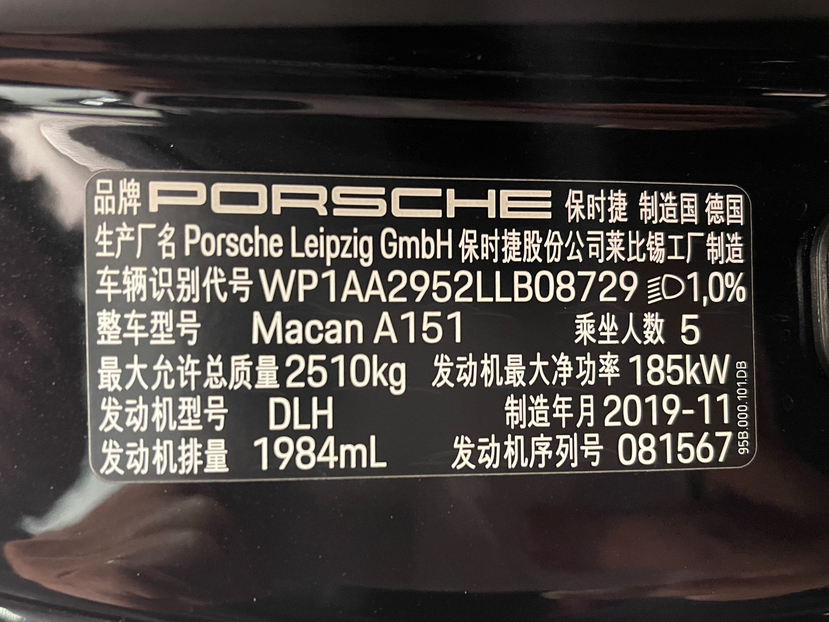 品牌 PORSCHE 保时捷 制造国 德国
生产厂名 Porsche Leipzig GmbH 保时捷股份公司莱比锡工厂制造
车辆识别代号 WP1AA2952LLB08729 1,0%
整车型号 Macan A151 乘坐人数 5
最大允许总质量 2510kg 发动机最大净功率 185kW
发动机型号 DLH 制造年月 2019-11
发动机排量 1984mL 发动机序列号 081567
95B.000.101.DB